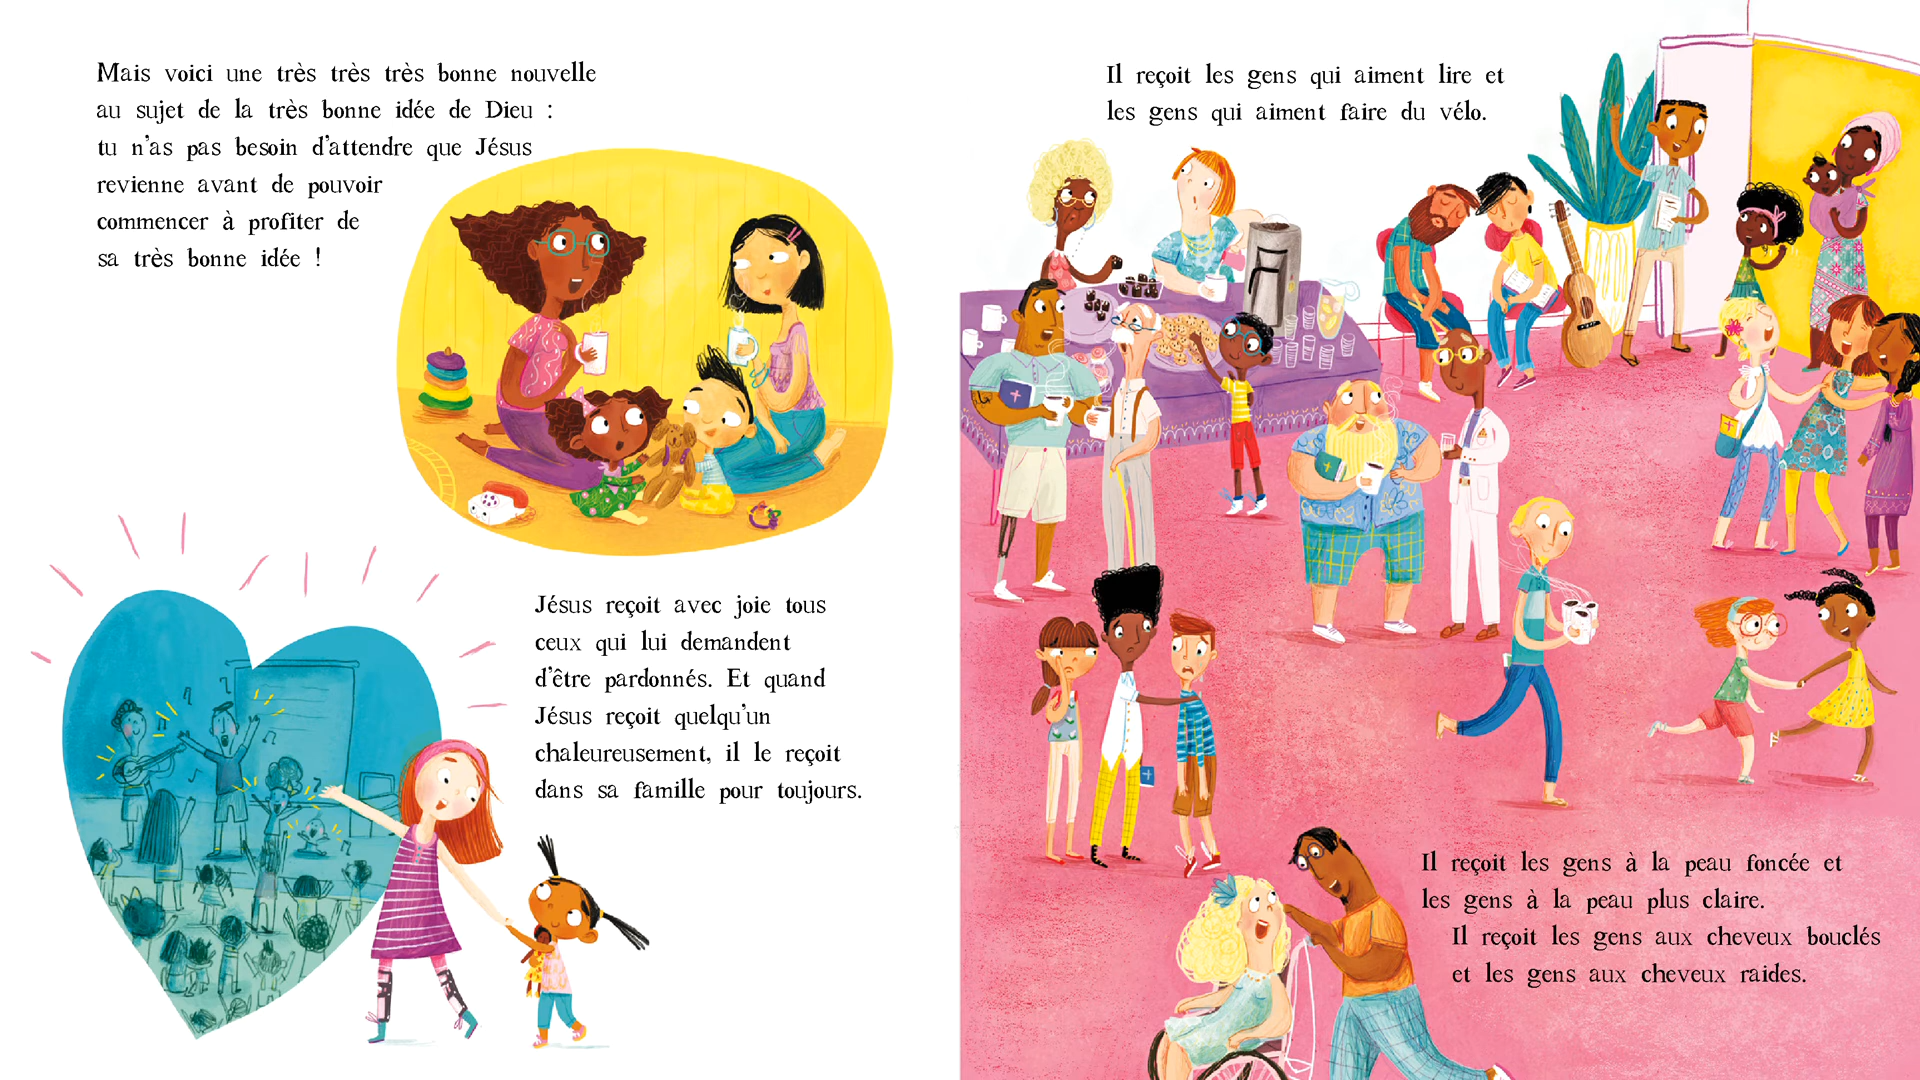 Mais voici une très très très bonne nouvelle
au sujet de la très bonne idée de Dieu :
tu n'as pas besoin d'attendre que Jésus
revienne avant de pouvoir
commencer à profiter de
sa très bonne idée !
Jésus reçoit avec joie tous
ceux qui lui demandent
d'être pardonnés. Et quand
Jésus reçoit quelqu'un
chaleureusement, il le reçoit
dans sa famille pour toujours.
Il reçoit les gens qui aiment lire et
les gens qui aiment faire du vélo.
Il reçoit les gens à la peau foncée et
les gens à la peau plus claire.
Il reçoit les gens aux cheveux bouclés
et les gens aux cheveux raides.